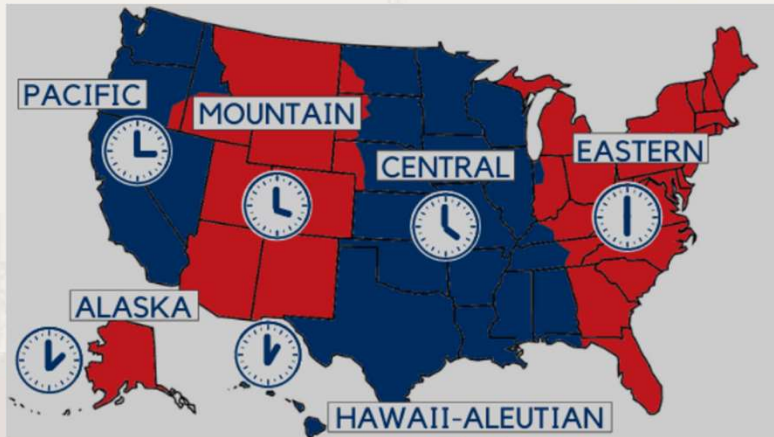 PACIFIC
MOUNTAIN
CENTRAL
EASTERN
ALASKA
HAWAII-ALEUTIAN